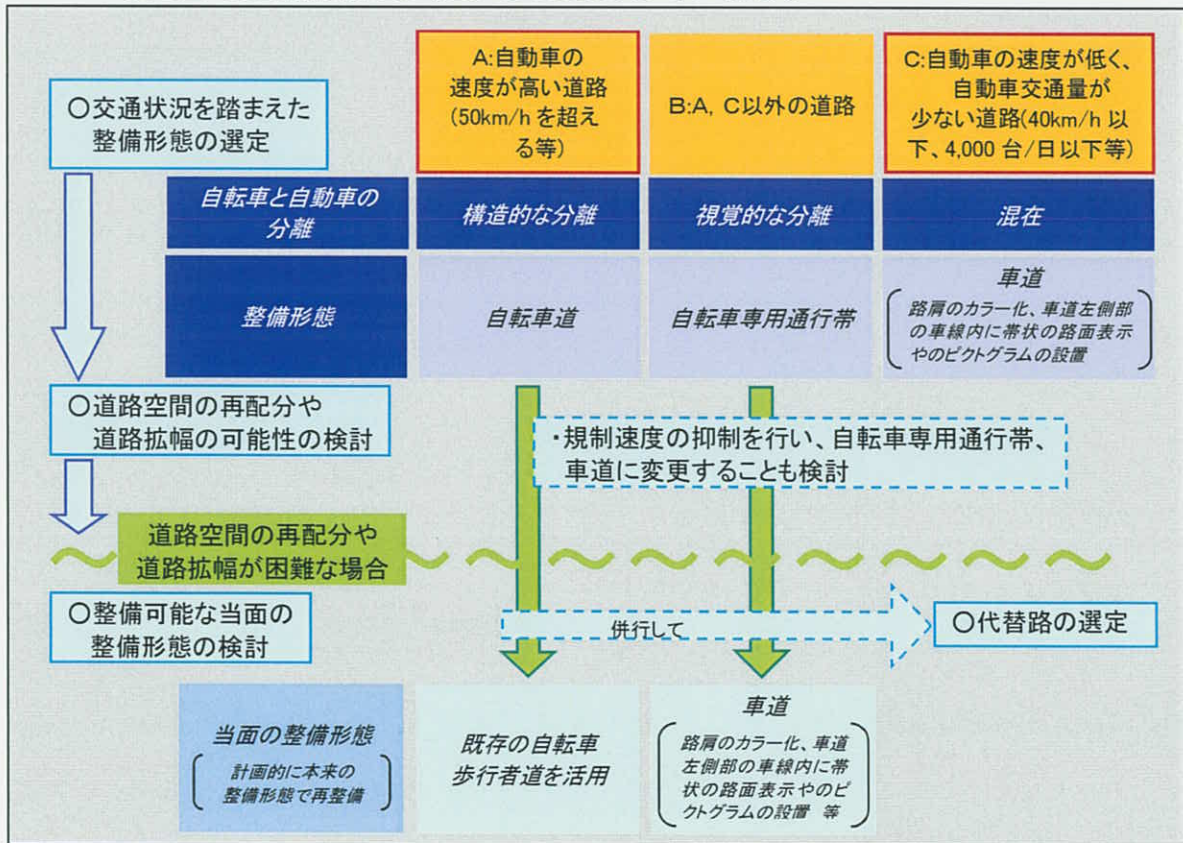 〇交通状況を踏まえた
整備形態の選定
A:自動車の
速度が高い道路
(50km/h を超え
る等)
B:A, C以外の道路
C:自動車の速度が低く、
自動車交通量が
少ない道路(40km/h 以
下、4,000 台/日以下等)
自転車と自動車の
分離
構造的な分離
視覚的な分離
混在
整備形態
自転車道
自転車専用通行帯
車道
路肩のカラー化、車道左側部
の車線内に帯状の路面表示
やのピクトグラムの設置
〇道路空間の再配分や
道路拡幅の可能性の検討
・規制速度の抑制を行い、自転車専用通行帯、
車道に変更することも検討
道路空間の再配分や
道路拡幅が困難な場合
〇整備可能な当面の
整備形態の検討
併行して
〇代替路の選定
当面の整備形態
計画的に本来の
整備形態で再整備
既存の自転車
歩行者道を活用
車道
路肩のカラー化、車道
左側部の車線内に帯
状の路面表示やのピ
クトグラムの設置 等